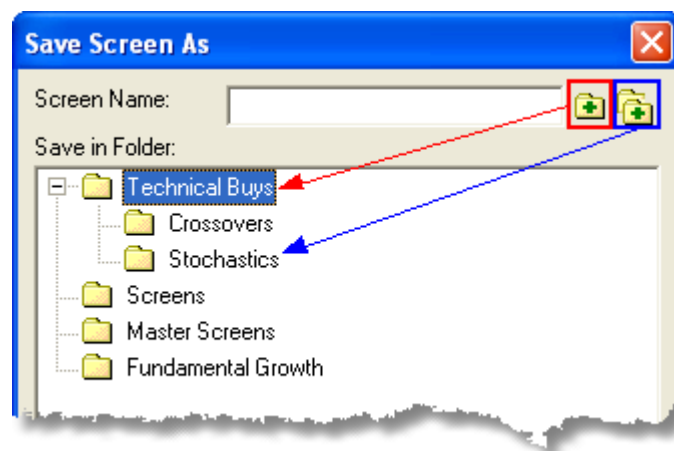 Save Screen As
Screen Name:
Save in Folder:
Technical Buys
Crossovers
Stochastics
Screens
Master Screens
Fundamental Growth